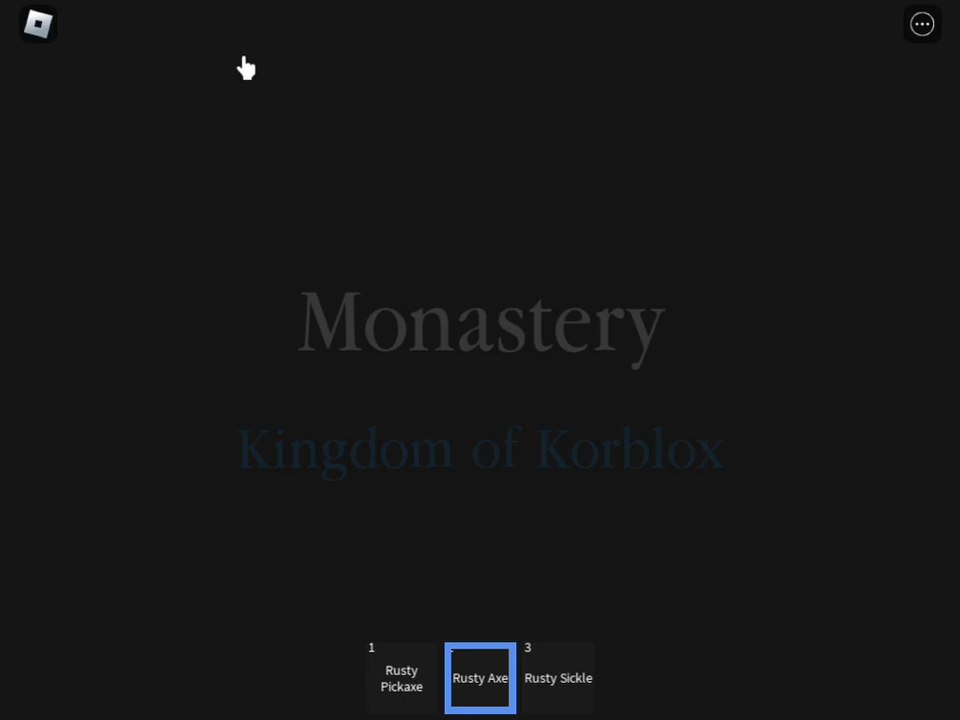 Monastery
Kingdom of Korblox
1
Rusty
Pickaxe
Rusty Axe
3
Rusty Sickle